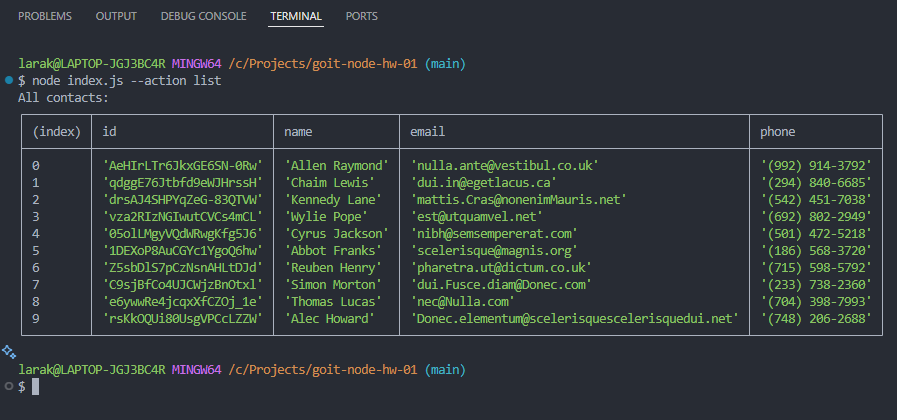 PROBLEMS OUTPUT DEBUG CONSOLE TERMINAL PORTS
larak@LAPTOP-JGJ3BC4R MINGW64 /c/Projects/goit-node-hw-01 (main)
$ node index.js --action list
All contacts:
(index) id name email phone
0 'AeHIrLTr6JkxGE6SN-0Rw' 'Allen Raymond' 'nulla.ante@vestibul.co.uk' '(992) 914-3792'
1 'qdggE76Jtbfd9eWJHrssH' 'Chaim Lewis' 'dui.in@egetlacus.ca' '(294) 840-6685'
2 'drsAJ4SHPYqZeG-83QTVW' 'Kennedy Lane' 'mattis.Cras@nonenimMauris.net' '(542) 451-7038'
3 'vza2RIzNGIwutCVCs4mCL' 'Wylie Pope' 'est@utquamvel.net' '(692) 802-2949'
4 '05olLMgyVQdWRwgKfg5J6' 'Cyrus Jackson' 'nibh@semsempererat.com' '(501) 472-5218'
5 '1DEXoP8AuCGYc1YgoQ6hw' 'Abbot Franks' 'scelerisque@magnis.org' '(186) 568-3720'
6 'Z5sbDlS7pCzNsnAHLtDJd' 'Reuben Henry' 'pharetra.ut@dictum.co.uk' '(715) 598-5792'
7 'C9sjBfCo4UJCWjzBnOtxl' 'Simon Morton' 'dui.Fusce.diam@Donec.com' '(233) 738-2360'
8 'e6ywwRe4jcqxXfCZOj_1e' 'Thomas Lucas' 'nec@Nulla.com' '(704) 398-7993'
9 'rsKkOQUi80UsgVPCcLZZW' 'Alec Howard' 'Donec.elementum@scelerisquescelerisquedui.net' '(748) 206-2688'
larak@LAPTOP-JGJ3BC4R MINGW64 /c/Projects/goit-node-hw-01 (main)
$